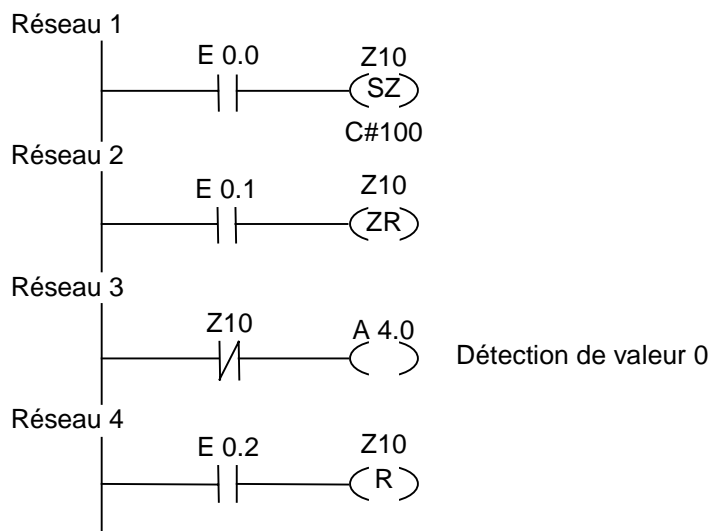 Réseau 1
E 0.0 Z10
SZ
C#100
Réseau 2
E 0.1 Z10
ZR
Réseau 3
Z10 A 4.0
Détection de valeur 0
Réseau 4
E 0.2 Z10
R